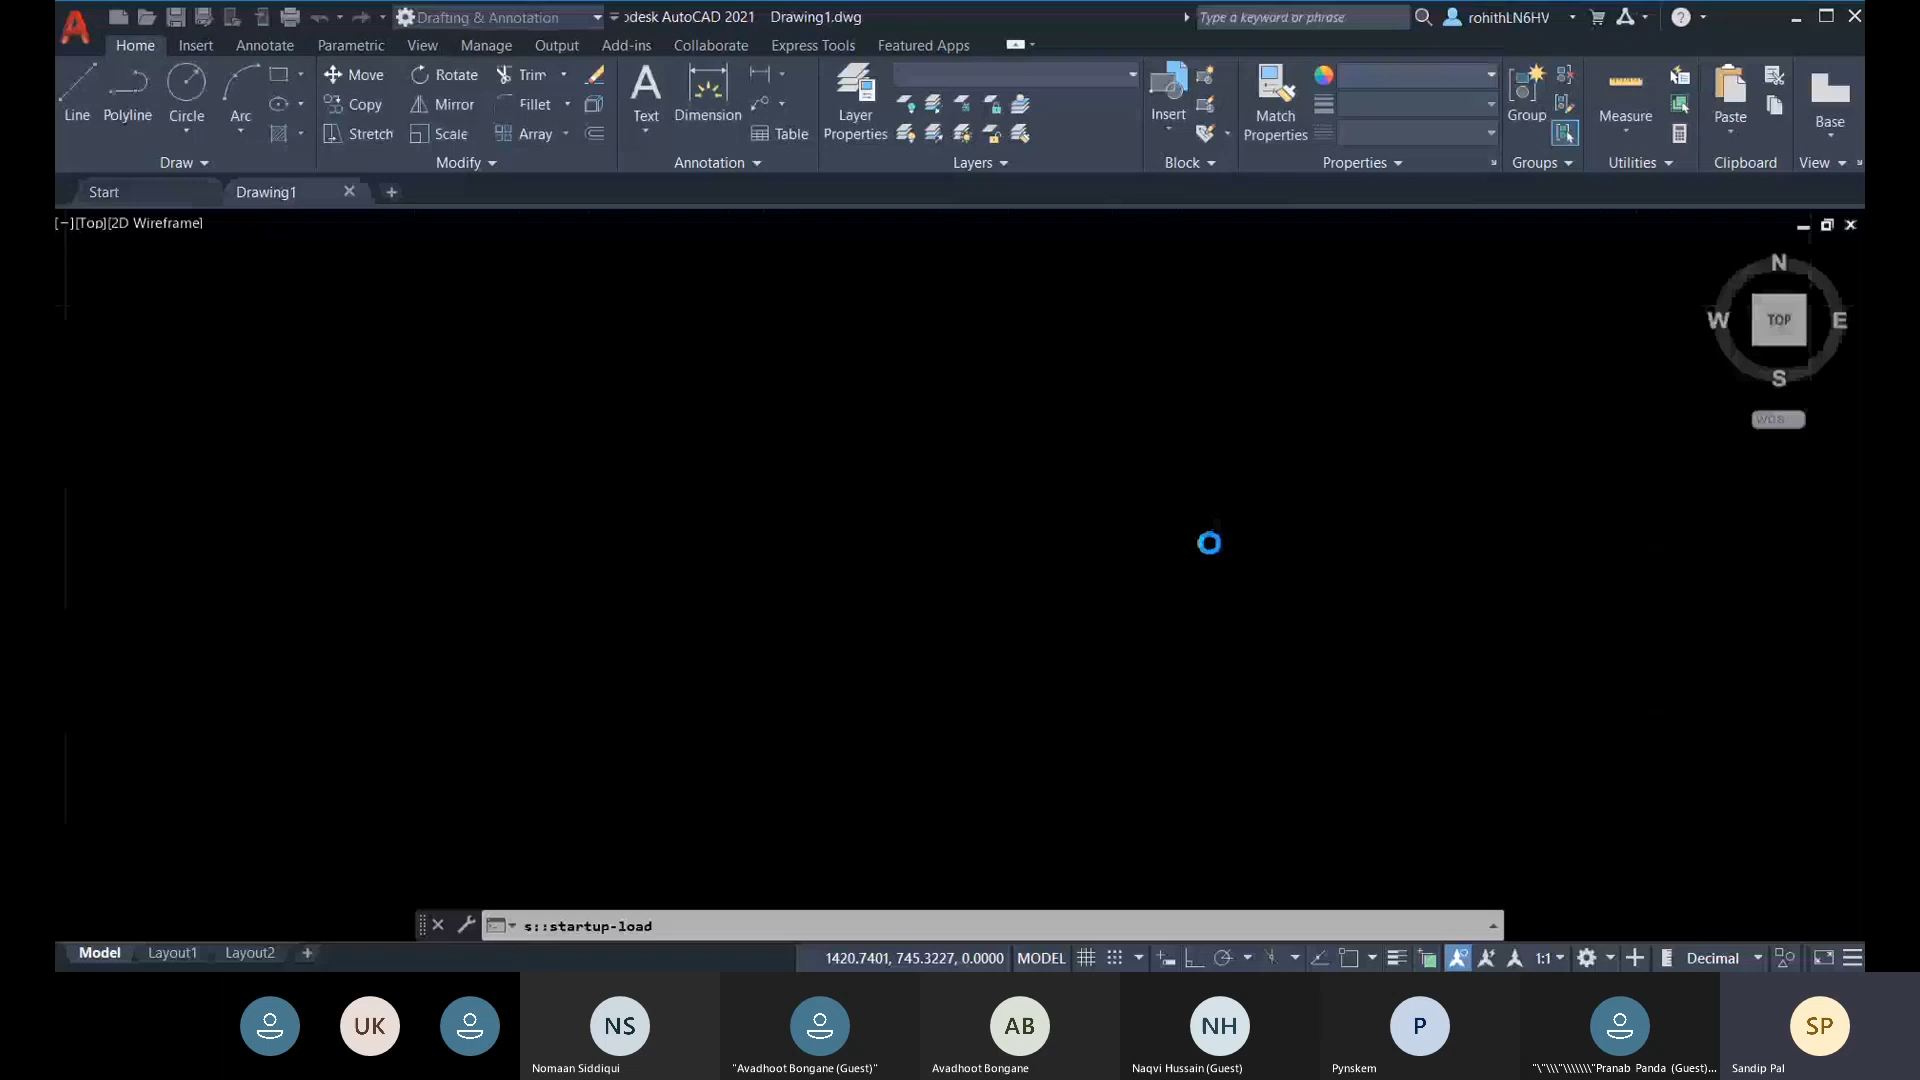 Drafting & Annotation
odesk AutoCAD 2021 Drawing1.dwg
Type a keyword or phrase
rohithLN6HV
Home Insert Annotate Parametric View Manage Output Add-ins Collaborate Express Tools Featured Apps
Line Polyline Circle Arc
Move Rotate Trim
Copy Mirror Fillet
Stretch Scale Array
Text Dimension
Table
Layer Properties
Insert
Match Properties
Group
Measure
Paste
Base
Draw Modify Annotation Layers Block Properties Groups Utilities Clipboard View
Start Drawing1
[−][Top][2D Wireframe]
N
W TOP E
S
WCS
s::startup-load
Model Layout1 Layout2
1420.7401, 745.3227, 0.0000 MODEL 1:1 Decimal
UK NS AB NH P SP
Nomaan Siddiqui "Avadhoot Bongane (Guest)" Avadhoot Bongane Naqvi Hussain (Guest) Pynskem "\"\\\"\\\\\\\"Pranab Panda (Guest)... Sandip Pal